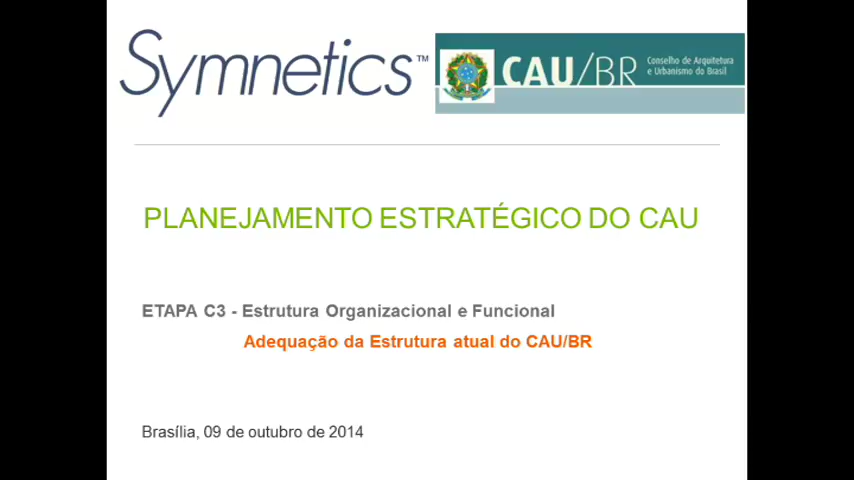 Symnetics™
CAU/BR
Conselho de Arquitetura
e Urbanismo do Brasil
PLANEJAMENTO ESTRATÉGICO DO CAU
ETAPA C3 - Estrutura Organizacional e Funcional
Adequação da Estrutura atual do CAU/BR
Brasília, 09 de outubro de 2014